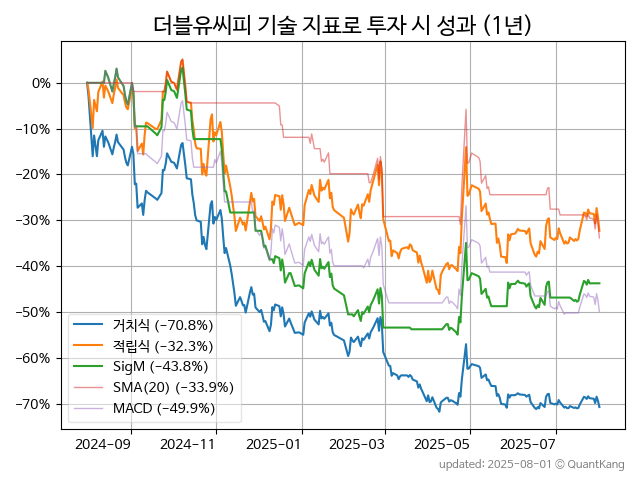 더블유씨피 기술 지표로 투자 시 성과 (1년)
0%
−10%
−20%
−30%
−40%
−50%
−60%
−70%
거치식 (−70.8%)
적립식 (−32.3%)
SigM (−43.8%)
SMA(20) (−33.9%)
MACD (−49.9%)
2024−09 2024−11 2025−01 2025−03 2025−05 2025−07
updated: 2025-08-01 © QuantKang